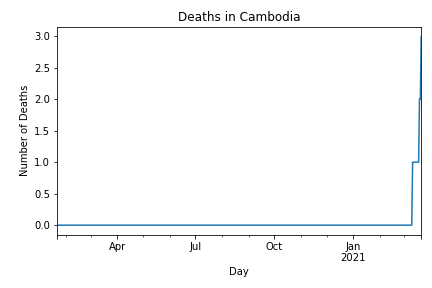 Deaths in Cambodia
Number of Deaths
3.0
2.5
2.0
1.5
1.0
0.5
0.0
Apr
Jul
Oct
Jan
2021
Day